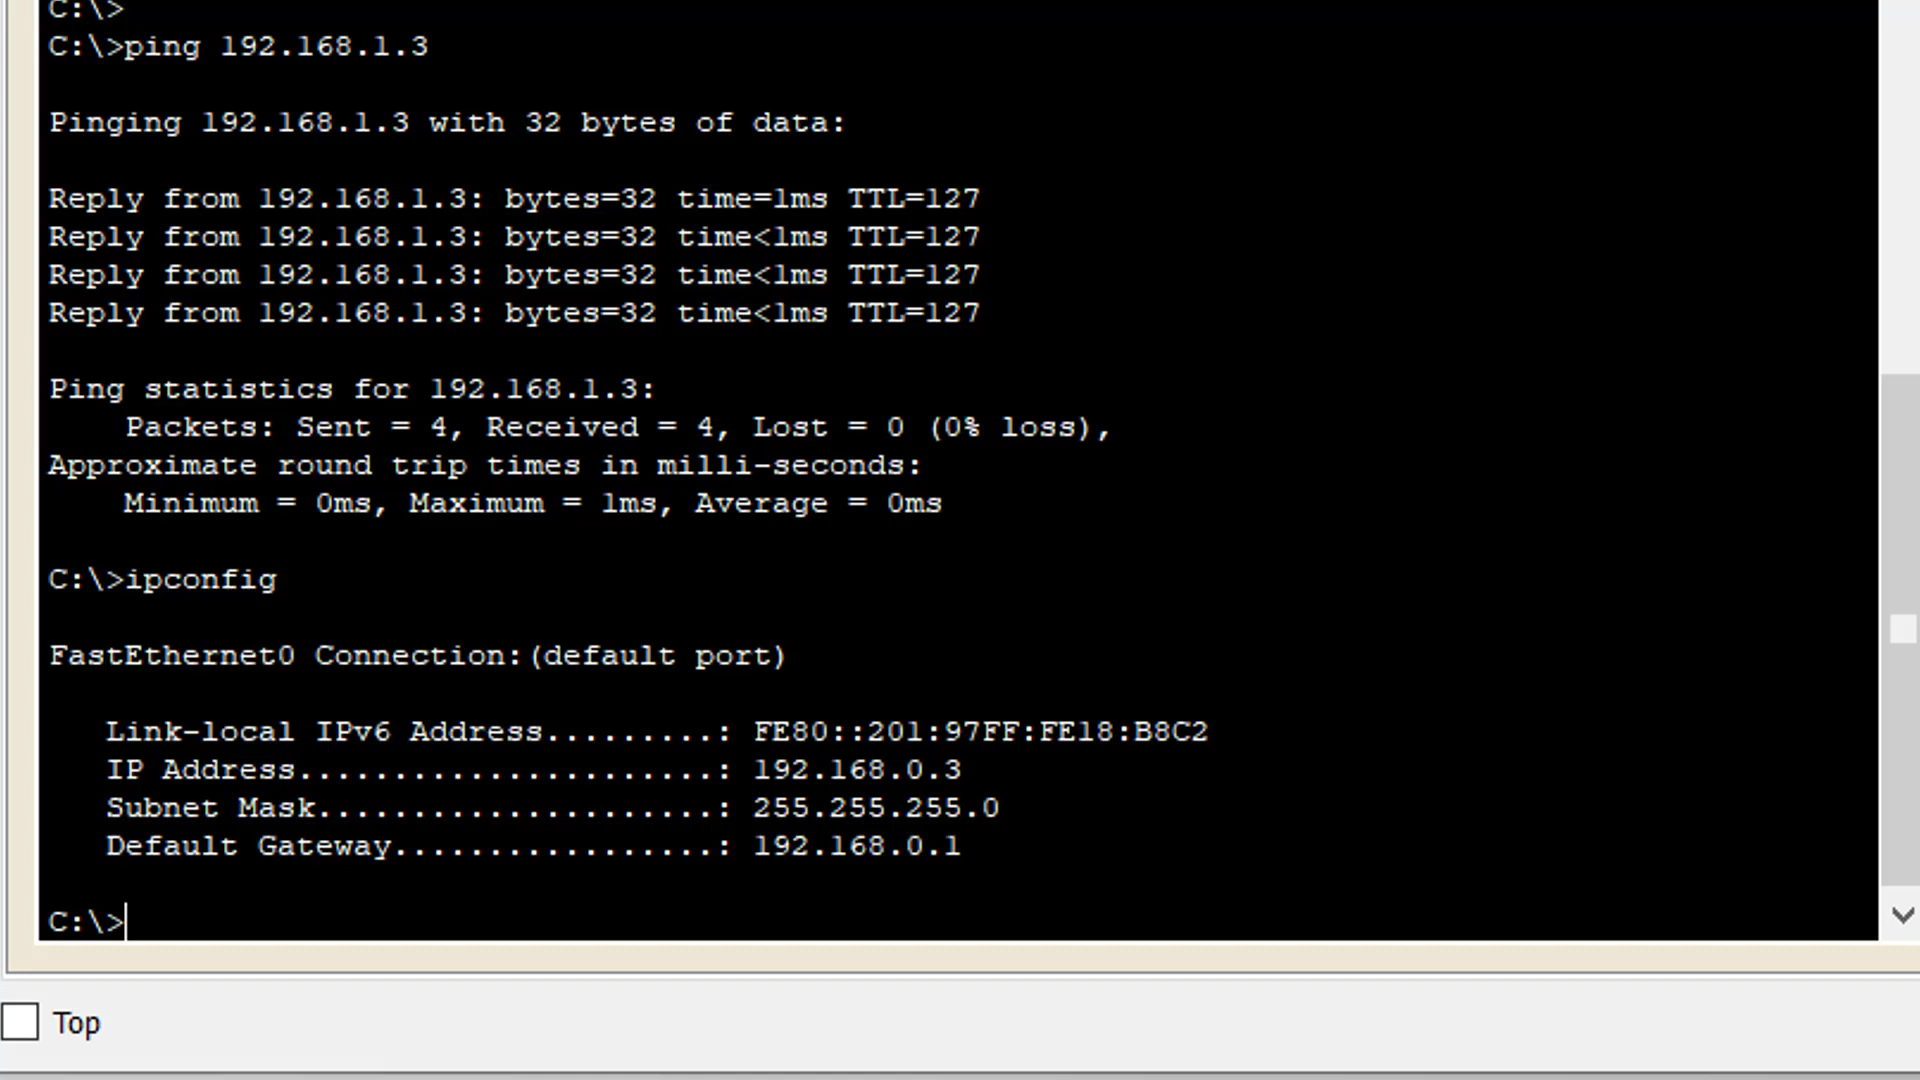 C:\>
C:\>ping 192.168.1.3
Pinging 192.168.1.3 with 32 bytes of data:
Reply from 192.168.1.3: bytes=32 time=1ms TTL=127
Reply from 192.168.1.3: bytes=32 time<1ms TTL=127
Reply from 192.168.1.3: bytes=32 time<1ms TTL=127
Reply from 192.168.1.3: bytes=32 time<1ms TTL=127
Ping statistics for 192.168.1.3:
Packets: Sent = 4, Received = 4, Lost = 0 (0% loss),
Approximate round trip times in milli-seconds:
Minimum = 0ms, Maximum = 1ms, Average = 0ms
C:\>ipconfig
FastEthernet0 Connection:(default port)
Link-local IPv6 Address.........: FE80::201:97FF:FE18:B8C2
IP Address......................: 192.168.0.3
Subnet Mask.....................: 255.255.255.0
Default Gateway.................: 192.168.0.1
C:\>
Top